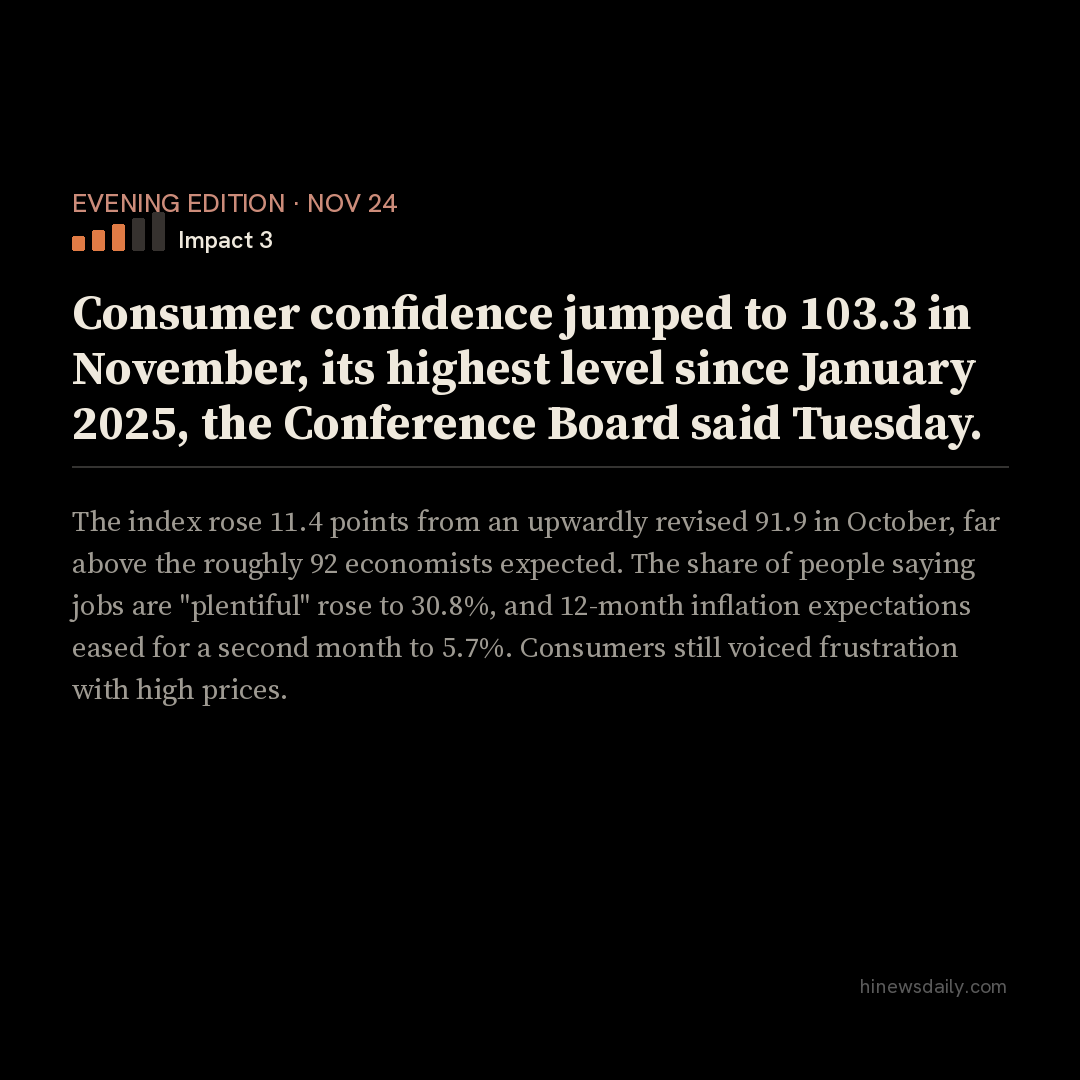 EVENING EDITION · NOV 24
Impact 3
Consumer confidence jumped to 103.3 in
November, its highest level since January
2025, the Conference Board said Tuesday.
The index rose 11.4 points from an upwardly revised 91.9 in October, far
above the roughly 92 economists expected. The share of people saying
jobs are "plentiful" rose to 30.8%, and 12-month inflation expectations
eased for a second month to 5.7%. Consumers still voiced frustration
with high prices.
hinewsdaily.com